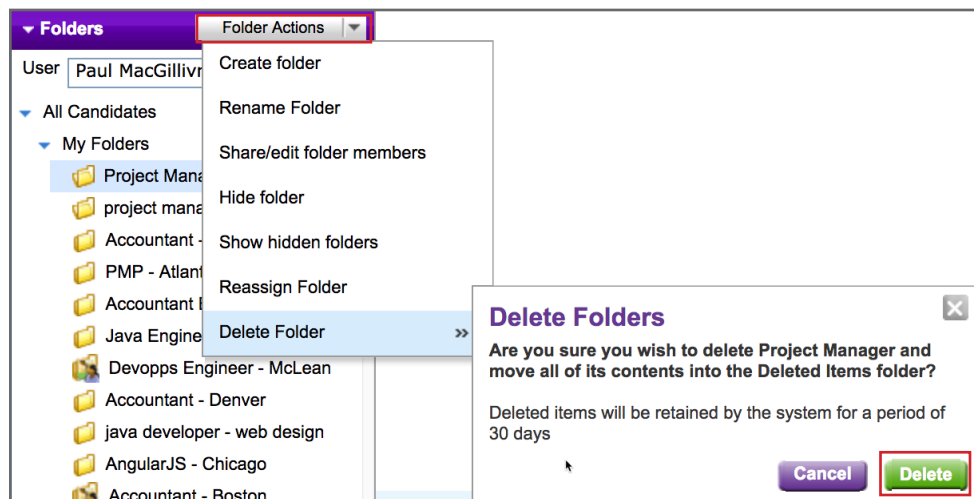 Folders
Folder Actions
User Paul MacGillivr
All Candidates
My Folders
Project Mana
project mana
Accountant -
PMP - Atlant
Accountant
Java Engine
Devopps Engineer - McLean
Accountant - Denver
java developer - web design
AngularJS - Chicago
Accountant - Boston
Create folder
Rename Folder
Share/edit folder members
Hide folder
Show hidden folders
Reassign Folder
Delete Folder »
Delete Folders
Are you sure you wish to delete Project Manager and
move all of its contents into the Deleted Items folder?
Deleted items will be retained by the system for a period of
30 days
Cancel
Delete